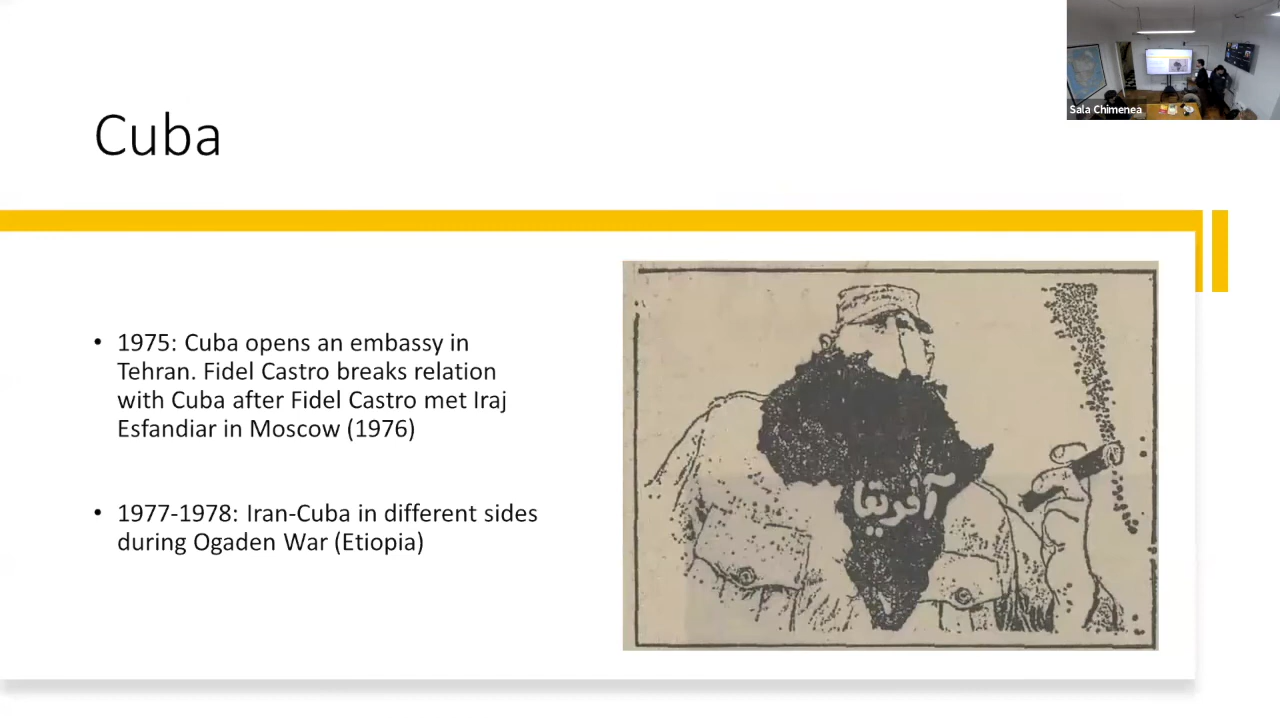 Sala Chimenea
Cuba
• 1975: Cuba opens an embassy in
Tehran. Fidel Castro breaks relation
with Cuba after Fidel Castro met Iraj
Esfandiar in Moscow (1976)
• 1977-1978: Iran-Cuba in different sides
during Ogaden War (Etiopia)
آفریقا